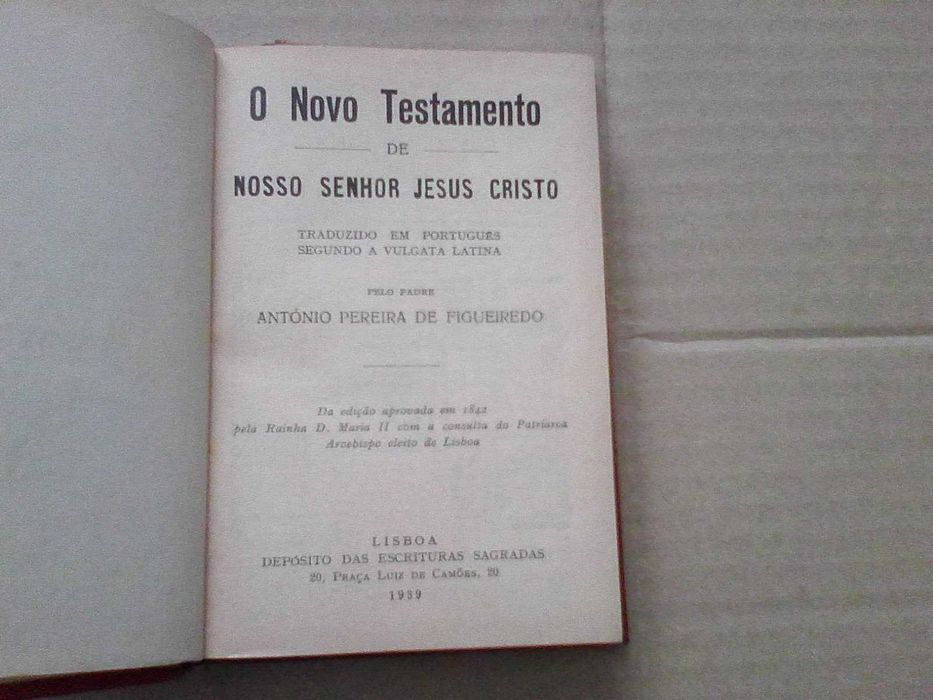 O Novo Testamento
DE
NOSSO SENHOR JESUS CRISTO
TRADUZIDO EM PORTUGUÊS
SEGUNDO A VULGATA LATINA
PELO PADRE
ANTÓNIO PEREIRA DE FIGUEIREDO
Da edição aprovada em 1842
pela Rainha D. Maria II com a consulta do Patriarca
Arcebispo eleito de Lisboa
LISBOA
DEPÓSITO DAS ESCRITURAS SAGRADAS
20, PRAÇA LUIZ DE CAMÕES, 20
1939